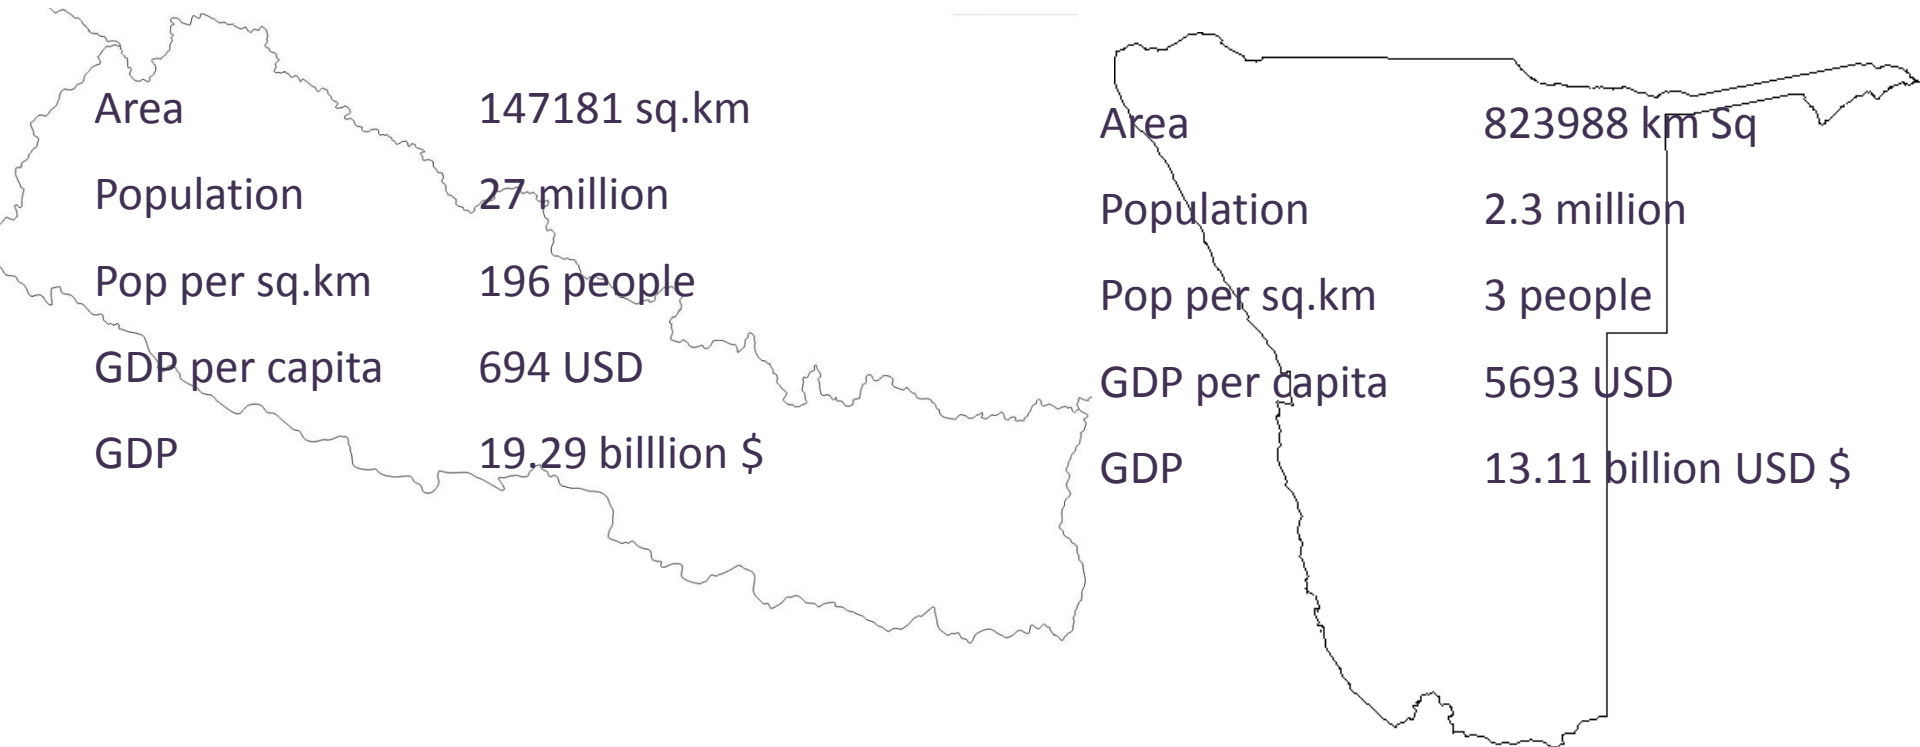 Area 147181 sq.km
Population 27 million
Pop per sq.km 196 people
GDP per capita 694 USD
GDP 19.29 billlion $
Area 823988 km Sq
Population 2.3 million
Pop per sq.km 3 people
GDP per capita 5693 USD
GDP 13.11 billion USD $